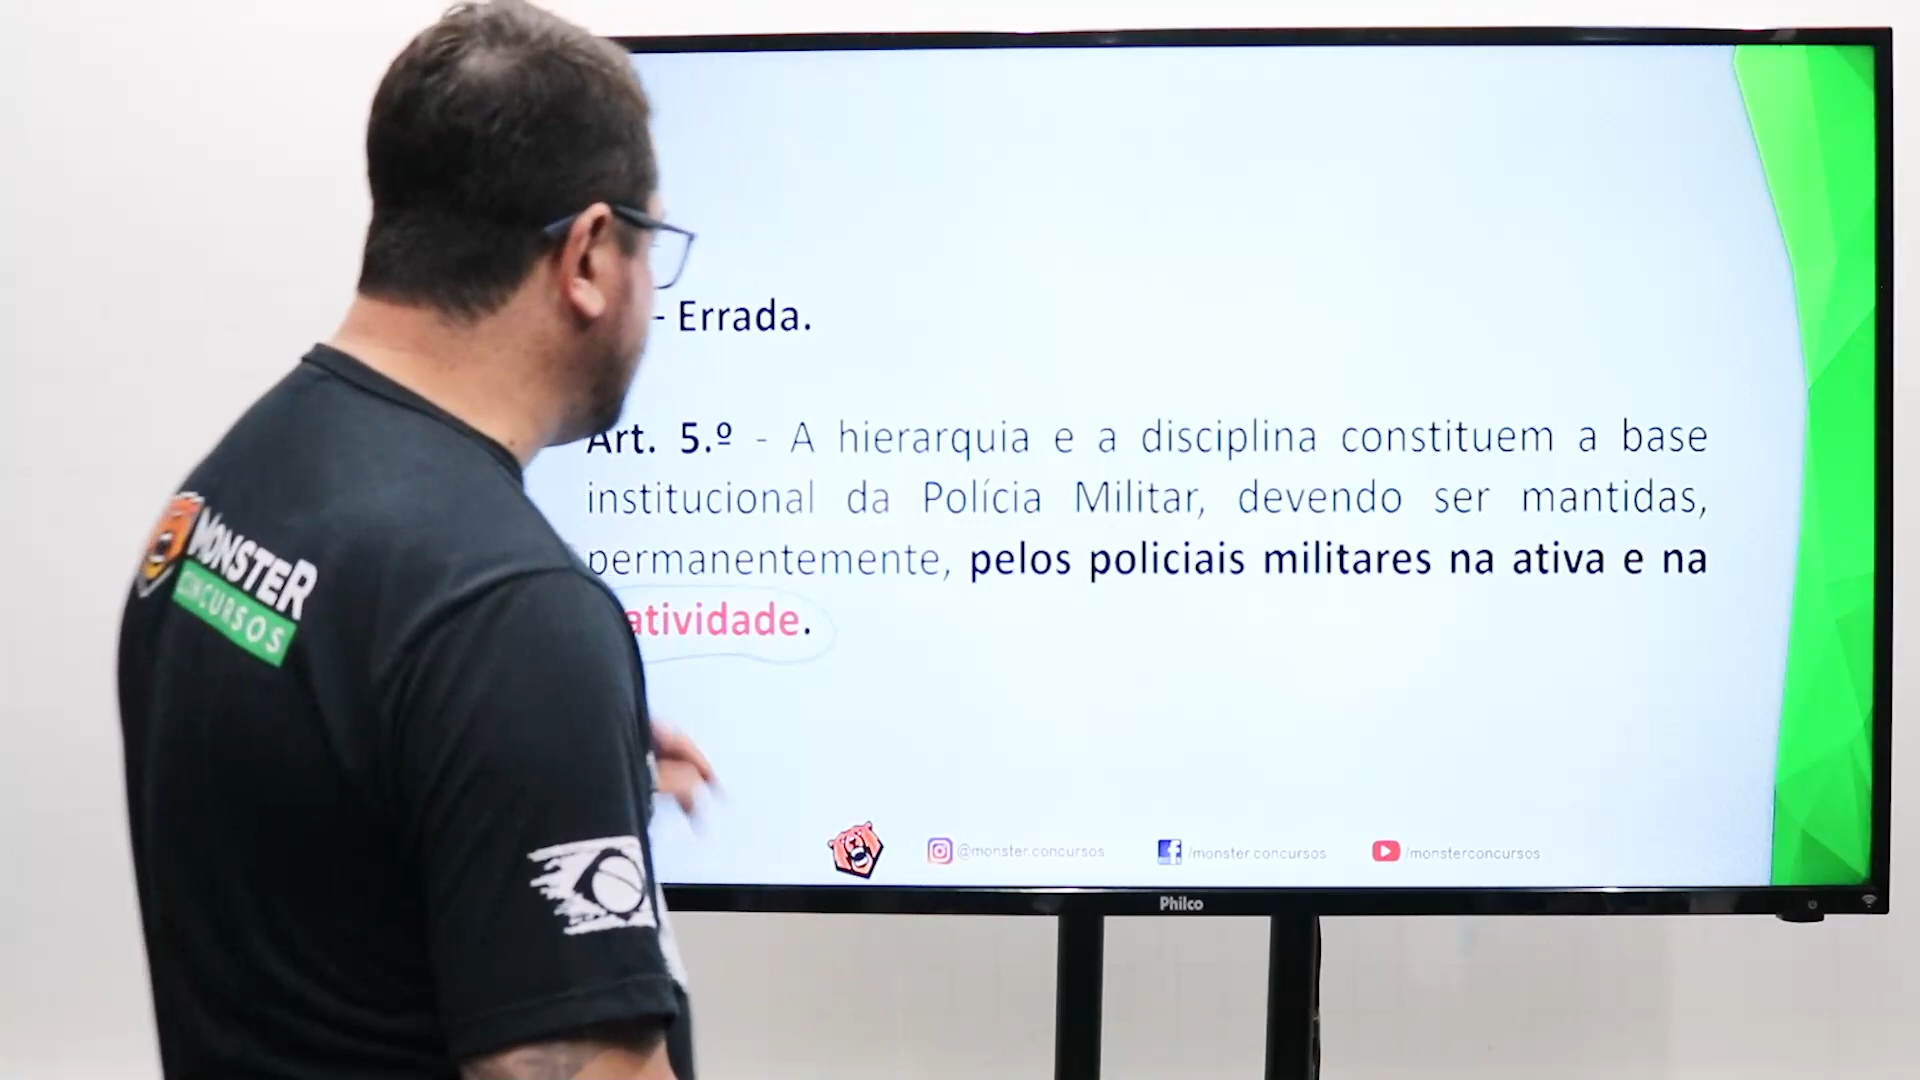 - Errada.
Art. 5.º - A hierarquia e a disciplina constituem a base
institucional da Polícia Militar, devendo ser mantidas,
permanentemente, pelos policiais militares na ativa e na
atividade.
MONSTER
CONCURSOS
@monster.concursos
/monster.concursos
/monsterconcursos
Philco